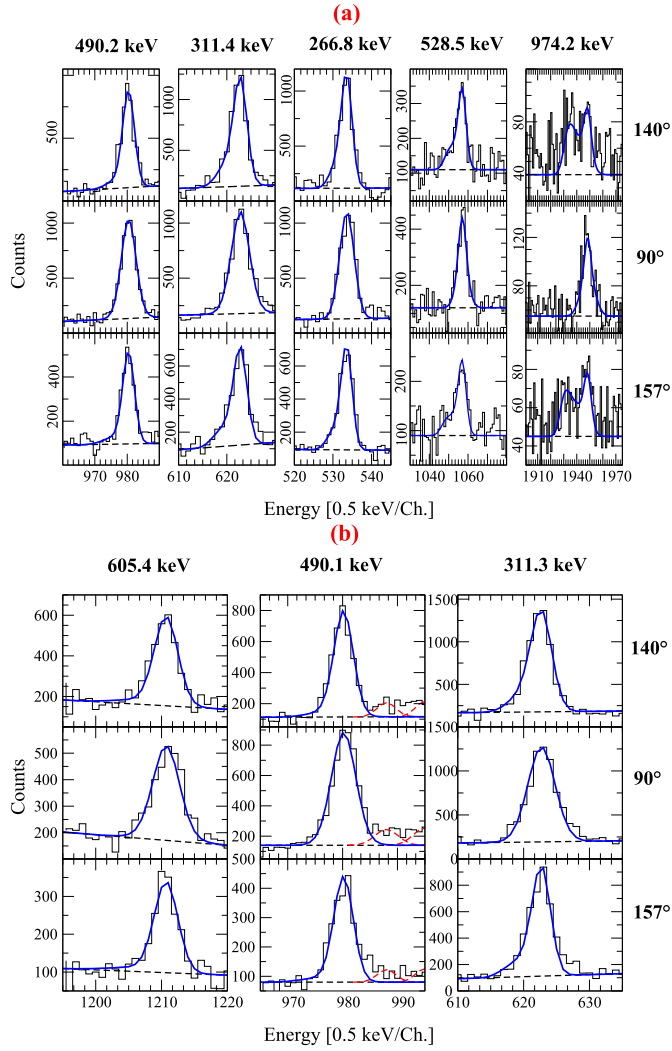 (a)
490.2 keV 311.4 keV 266.8 keV 528.5 keV 974.2 keV
500 1000 500 1000 500 300 200 100 80 40 140°
Counts
1000 500 1000 500 1000 500 400 200 120 80 90°
400 200 600 400 200 600 400 200 200 100 80 60 40 157°
970 980 610 620 520 530 540 1040 1060 1910 1940 1970
Energy [0.5 keV/Ch.]
(b)
605.4 keV 490.1 keV 311.3 keV
600 400 200 800 600 400 200 1500 1000 500 140°
Counts
500 400 300 200 800 600 400 200 1500 1000 500 0 90°
300 200 100 500 400 200 800 600 400 200 0 157°
1200 1210 1220 970 980 990 610 620 630
Energy [0.5 keV/Ch.]